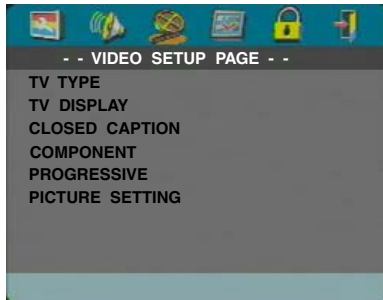 - - VIDEO SETUP PAGE - -
TV TYPE
TV DISPLAY
CLOSED CAPTION
COMPONENT
PROGRESSIVE
PICTURE SETTING